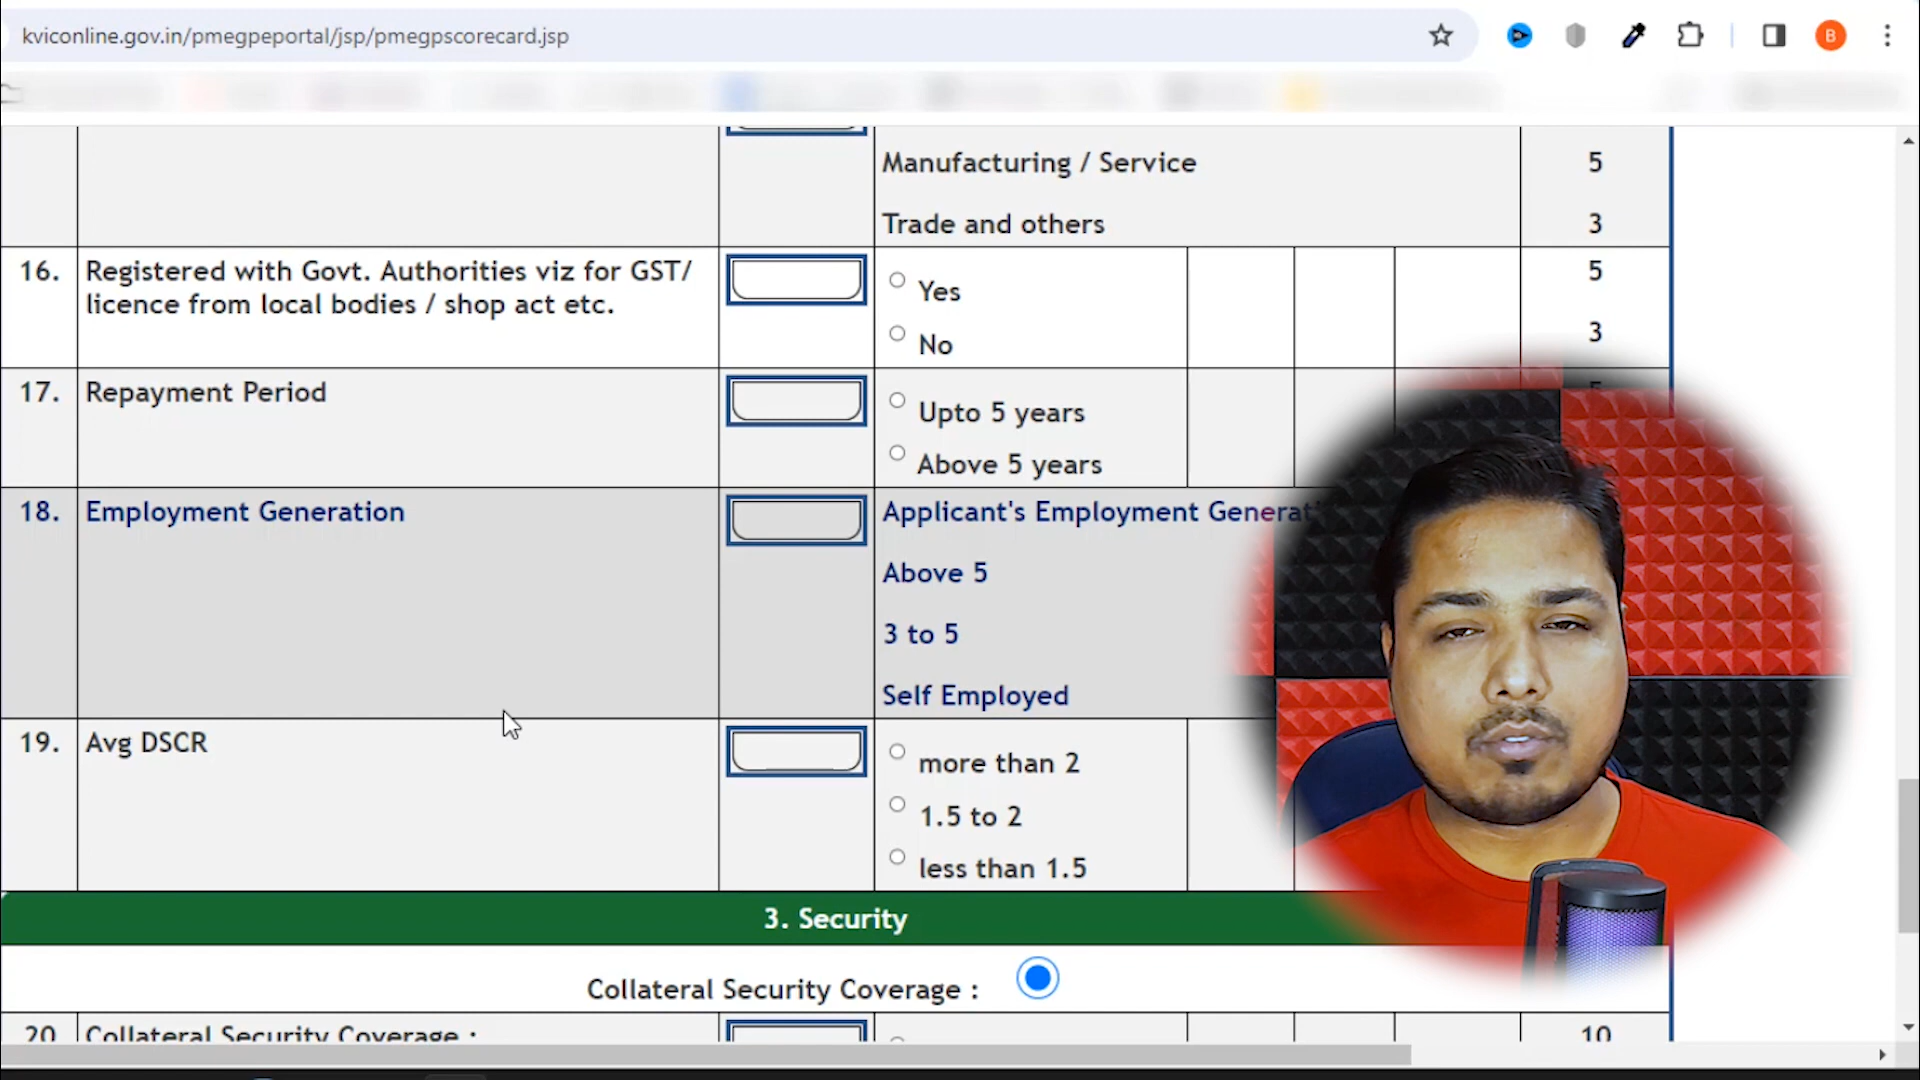 kviconline.gov.in/pmegpeportal/jsp/pmegpscorecard.jsp
B
Manufacturing / Service 5
Trade and others 3
16. Registered with Govt. Authorities viz for GST/
licence from local bodies / shop act etc.
Yes 5
No 3
17. Repayment Period
Upto 5 years
Above 5 years
18. Employment Generation
Applicant's Employment
Above 5
3 to 5
Self Employed
19. Avg DSCR
more than 2
1.5 to 2
less than 1.5
3. Security
Collateral Security Coverage :
20 Collateral Security Coverage : 10